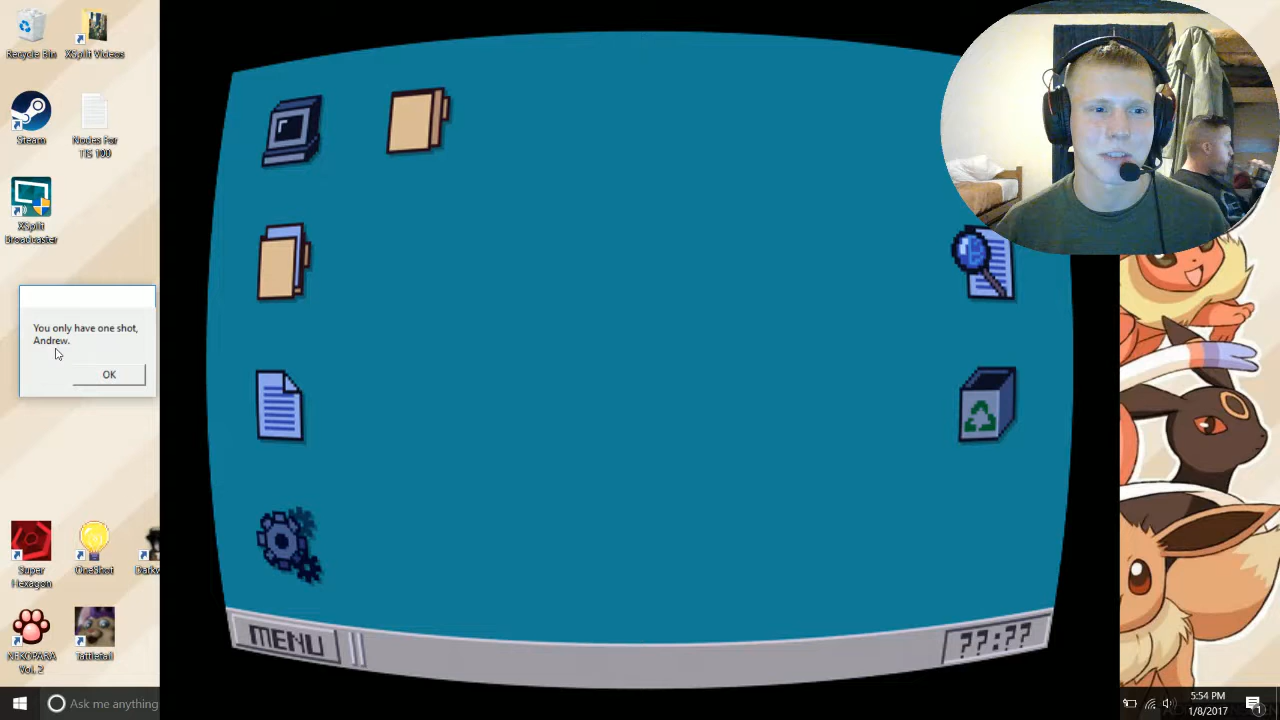 Recycle Bin
XSplit Videos
Steam
Nodes For
TIS 100
XSplit
Broadcaster
You only have one shot,
Andrew.
OK
Super
Hexagon
OneShot
NEKOPARA
Vol. 2
Tattletail
MENU
??:??
Ask me anything
5:54 PM
1/8/2017
1